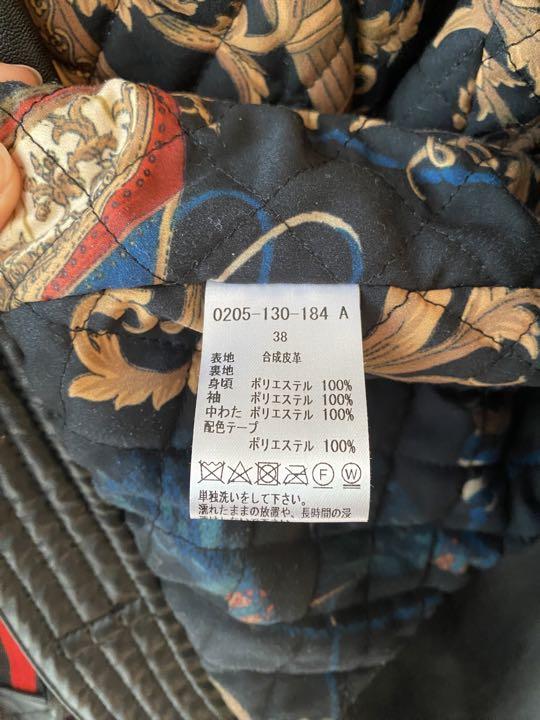 0205-130-184 A
38
表地 合成皮革
裏地
身頃 ポリエステル 100%
袖 ポリエステル 100%
中わた ポリエステル 100%
配色テープ
ポリエステル 100%
F W
単独洗いをして下さい。
濡れたままの放置や、長時間の浸